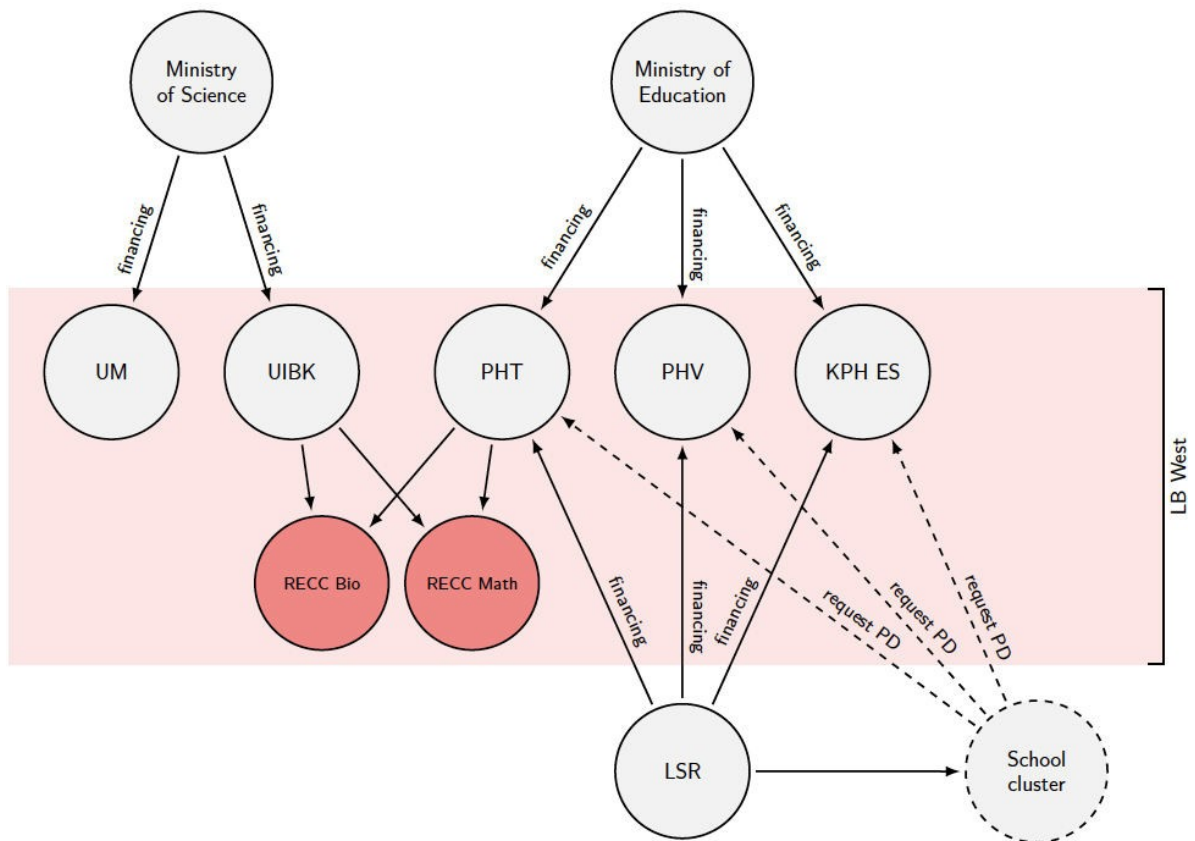 Ministry
of Science
Ministry of
Education
financing
financing
financing
financing
financing
UM
UIBK
PHT
PHV
KPH ES
LB West
RECC Bio
RECC Math
financing
financing
financing
request PD
request PD
request PD
LSR
School
cluster